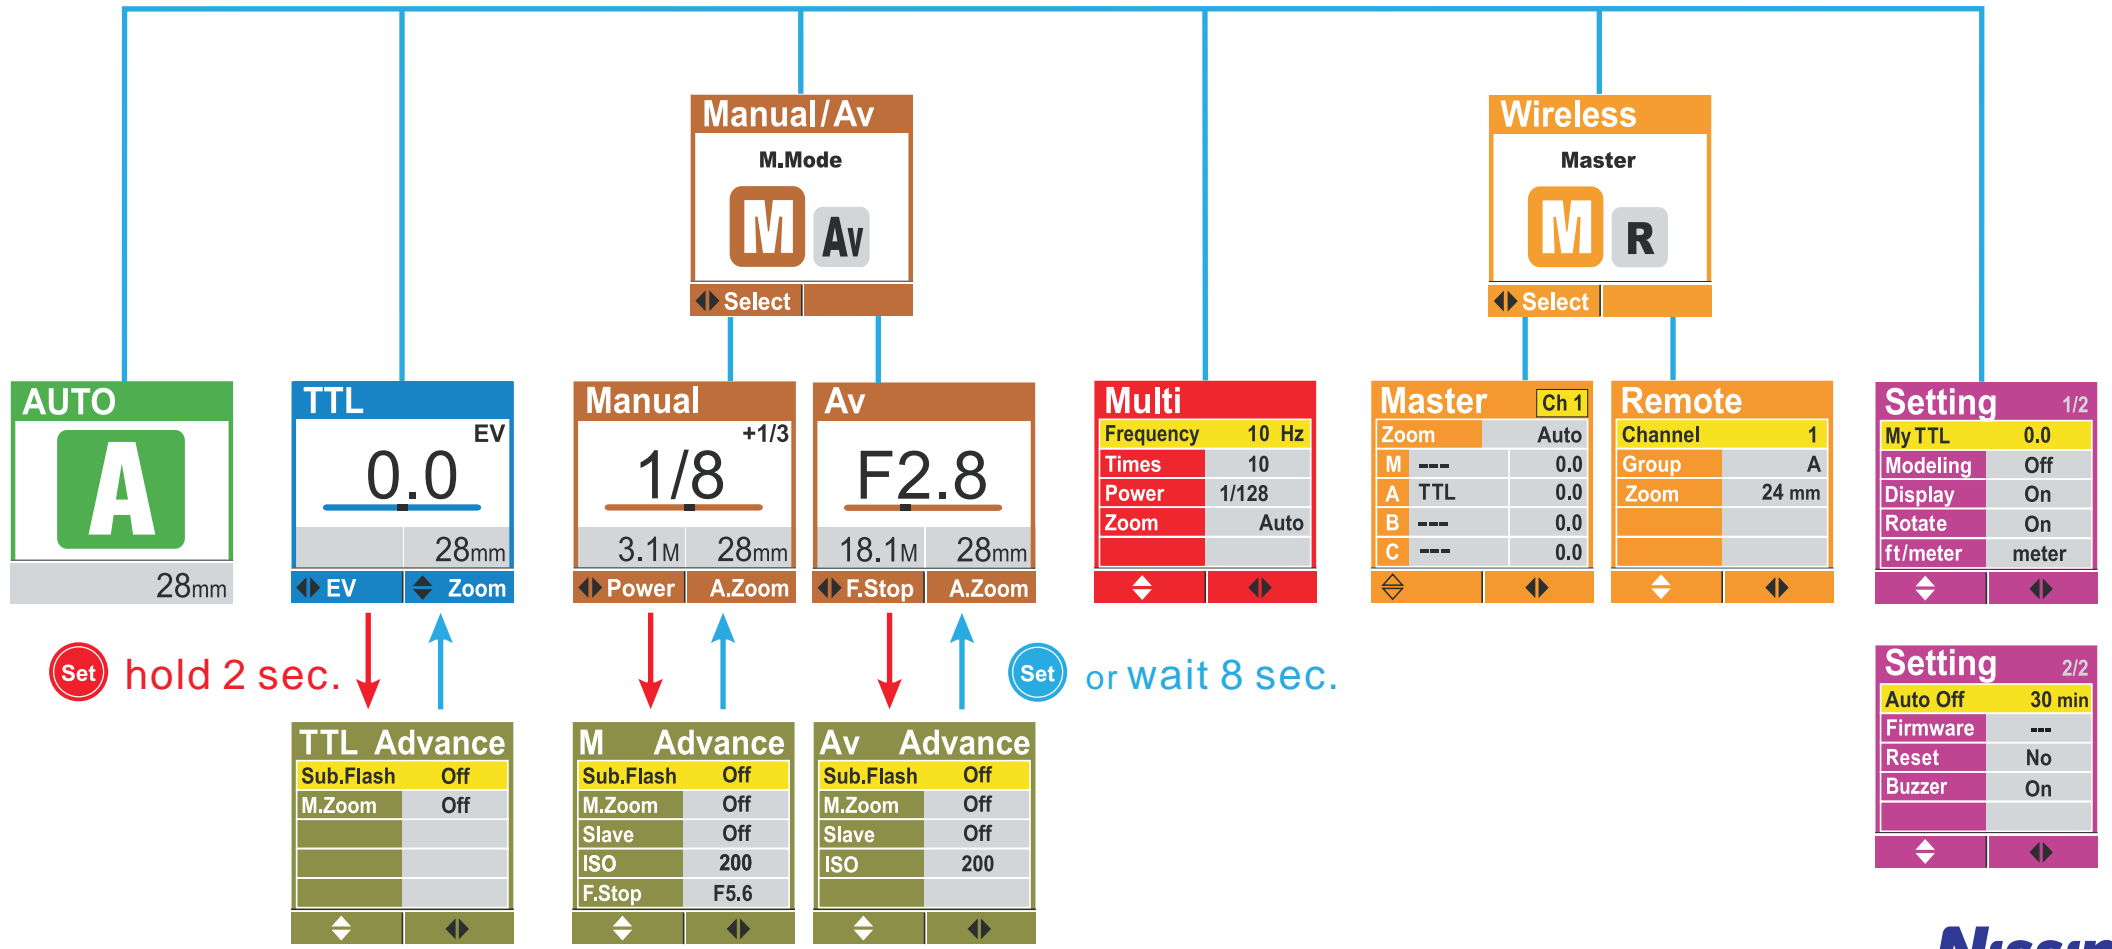 Manual/Av
M.Mode
M Av
Select
Wireless
Master
M R
Select
AUTO
A
28mm
TTL
EV
0.0
28mm
EV Zoom
Manual
+1/3
1/8
3.1M 28mm
Power A.Zoom
Av
F2.8
18.1M 28mm
F.Stop A.Zoom
Multi
Frequency 10 Hz
Times 10
Power 1/128
Zoom Auto
Master Ch 1
Zoom Auto
M --- 0.0
A TTL 0.0
B --- 0.0
C --- 0.0
Remote
Channel 1
Group A
Zoom 24 mm
Setting 1/2
My TTL 0.0
Modeling Off
Display On
Rotate On
ft/meter meter
Set hold 2 sec.
Set or wait 8 sec.
Setting 2/2
Auto Off 30 min
Firmware ---
Reset No
Buzzer On
TTL Advance
Sub.Flash Off
M.Zoom Off
M Advance
Sub.Flash Off
M.Zoom Off
Slave Off
ISO 200
F.Stop F5.6
Av Advance
Sub.Flash Off
M.Zoom Off
Slave Off
ISO 200